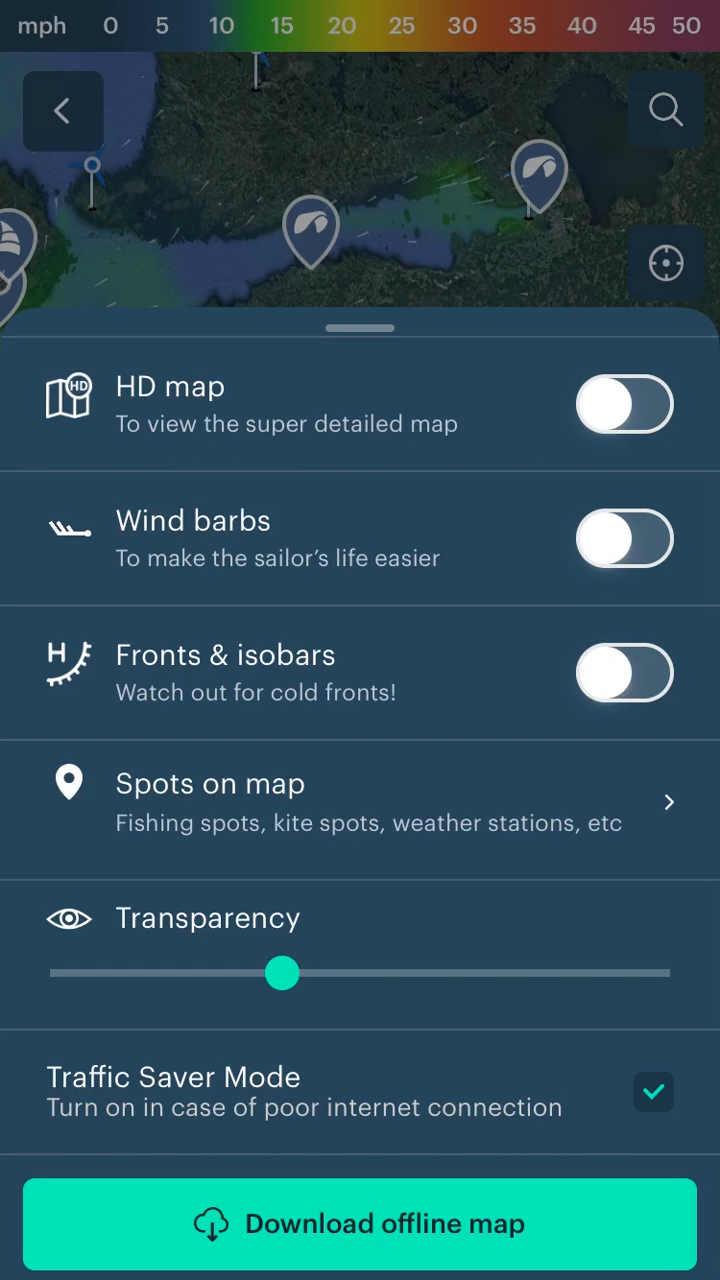 mph 0 5 10 15 20 25 30 35 40 45 50
HD
HD map
To view the super detailed map
Wind barbs
To make the sailor’s life easier
H
Fronts & isobars
Watch out for cold fronts!
Spots on map
Fishing spots, kite spots, weather stations, etc
Transparency
Traffic Saver Mode
Turn on in case of poor internet connection
Download offline map